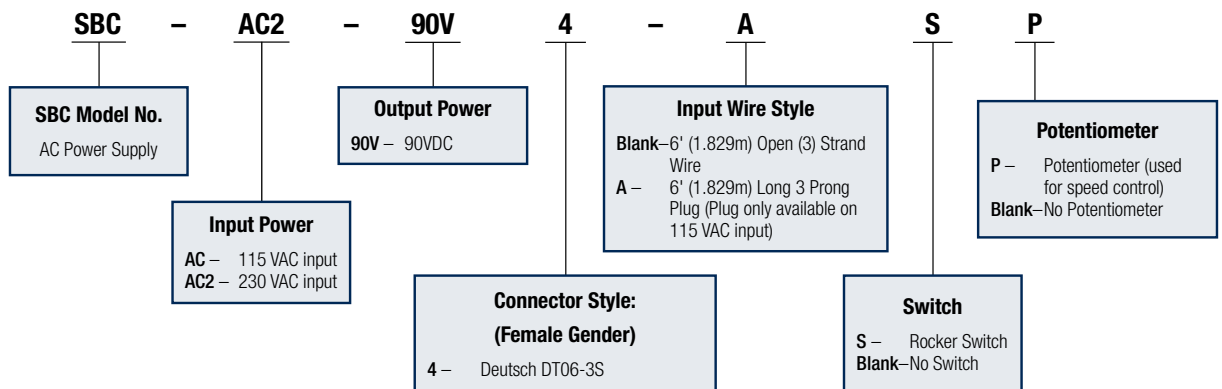 SBC – AC2 – 90V 4 – A S P
SBC Model No.
AC Power Supply
Input Power
AC – 115 VAC input
AC2 – 230 VAC input
Output Power
90V – 90VDC
Connector Style:
(Female Gender)
4 – Deutsch DT06-3S
Input Wire Style
Blank–6' (1.829m) Open (3) Strand
Wire
A – 6' (1.829m) Long 3 Prong
Plug (Plug only available on
115 VAC input)
Switch
S – Rocker Switch
Blank–No Switch
Potentiometer
P – Potentiometer (used
for speed control)
Blank–No Potentiometer